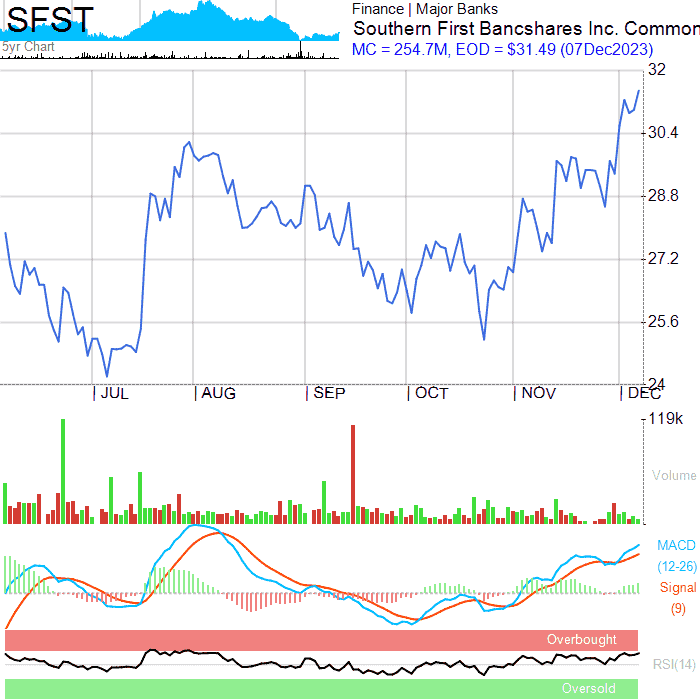 SFST
5yr Chart
Finance | Major Banks
Southern First Bancshares Inc. Common
MC = 254.7M, EOD = $31.49 (07Dec2023)
32
30.4
28.8
27.2
25.6
24
JUL AUG SEP OCT NOV DEC
119k
Volume
MACD
(12-26)
Signal
(9)
Overbought
RSI(14)
Oversold